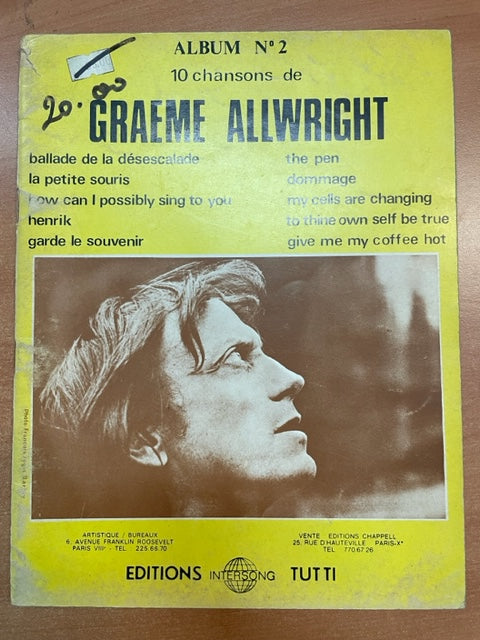 ALBUM N° 2
20.00
10 chansons de
GRAEME ALLWRIGHT
ballade de la désescalade
la petite souris
how can I possibly sing to you
henrik
garde le souvenir
the pen
dommage
my cells are changing
to thine own self be true
give me my coffee hot
Photo
ARTISTIQUE / BUREAUX
6, AVENUE FRANKLIN ROOSEVELT
PARIS VIIIe - TEL 225.66.70
VENTE EDITIONS CHAPPELL
25, RUE D'HAUTEVILLE PARIS-Xe
TEL 770.67.26
EDITIONS INTERSONG TUTTI